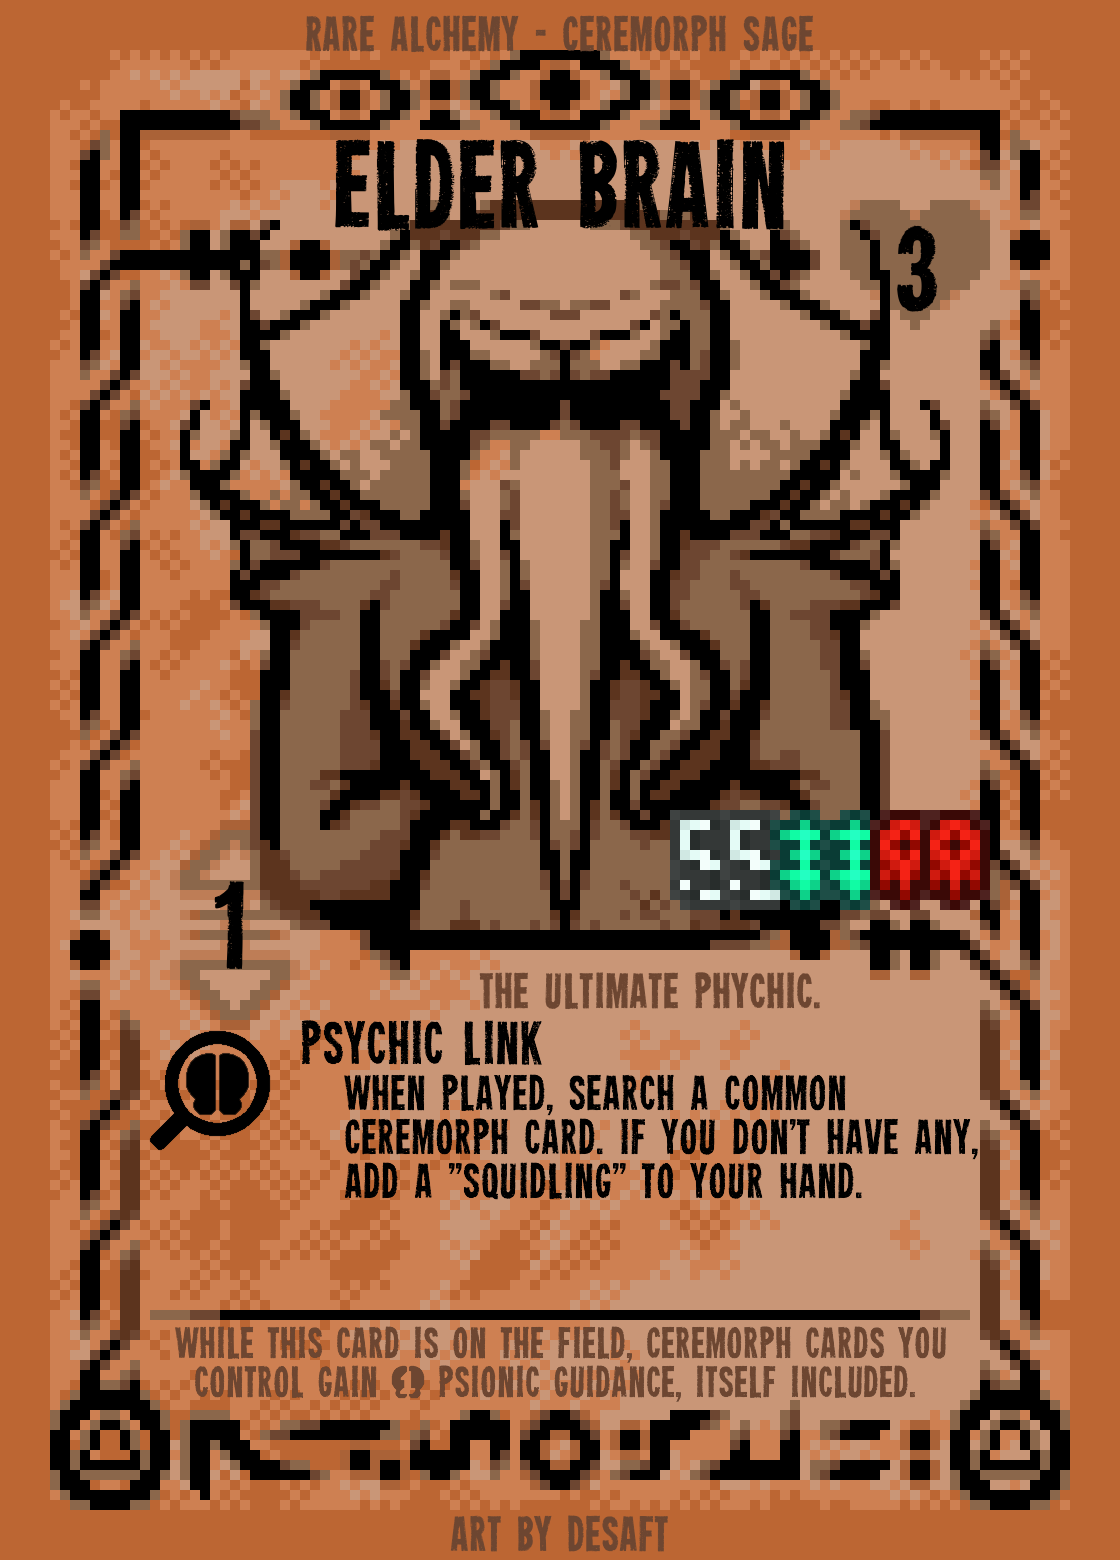 RARE ALCHEMY - CEREMORPH SAGE
ELDER BRAIN
3
1
THE ULTIMATE PHYCHIC.
PSYCHIC LINK
WHEN PLAYED, SEARCH A COMMON
CEREMORPH CARD. IF YOU DON'T HAVE ANY,
ADD A "SQUIDLING" TO YOUR HAND.
WHILE THIS CARD IS ON THE FIELD, CEREMORPH CARDS YOU
CONTROL GAIN PSIONIC GUIDANCE, ITSELF INCLUDED.
ART BY DESAFT